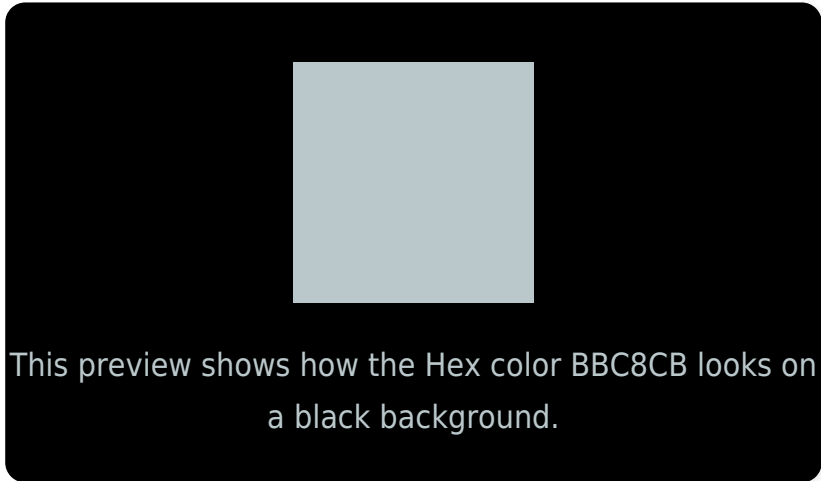 This preview shows how the Hex color BBC8CB looks on
a black background.